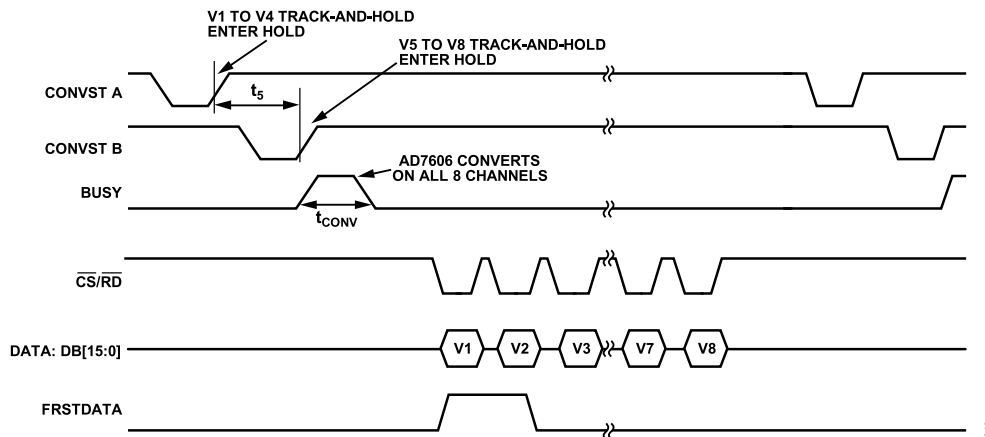 V1 TO V4 TRACK-AND-HOLD
ENTER HOLD
V5 TO V8 TRACK-AND-HOLD
ENTER HOLD
CONVST A
t5
CONVST B
AD7606 CONVERTS
ON ALL 8 CHANNELS
BUSY
tCONV
CS/RD
DATA: DB[15:0]
V1
V2
V3
V7
V8
FRSTDATA